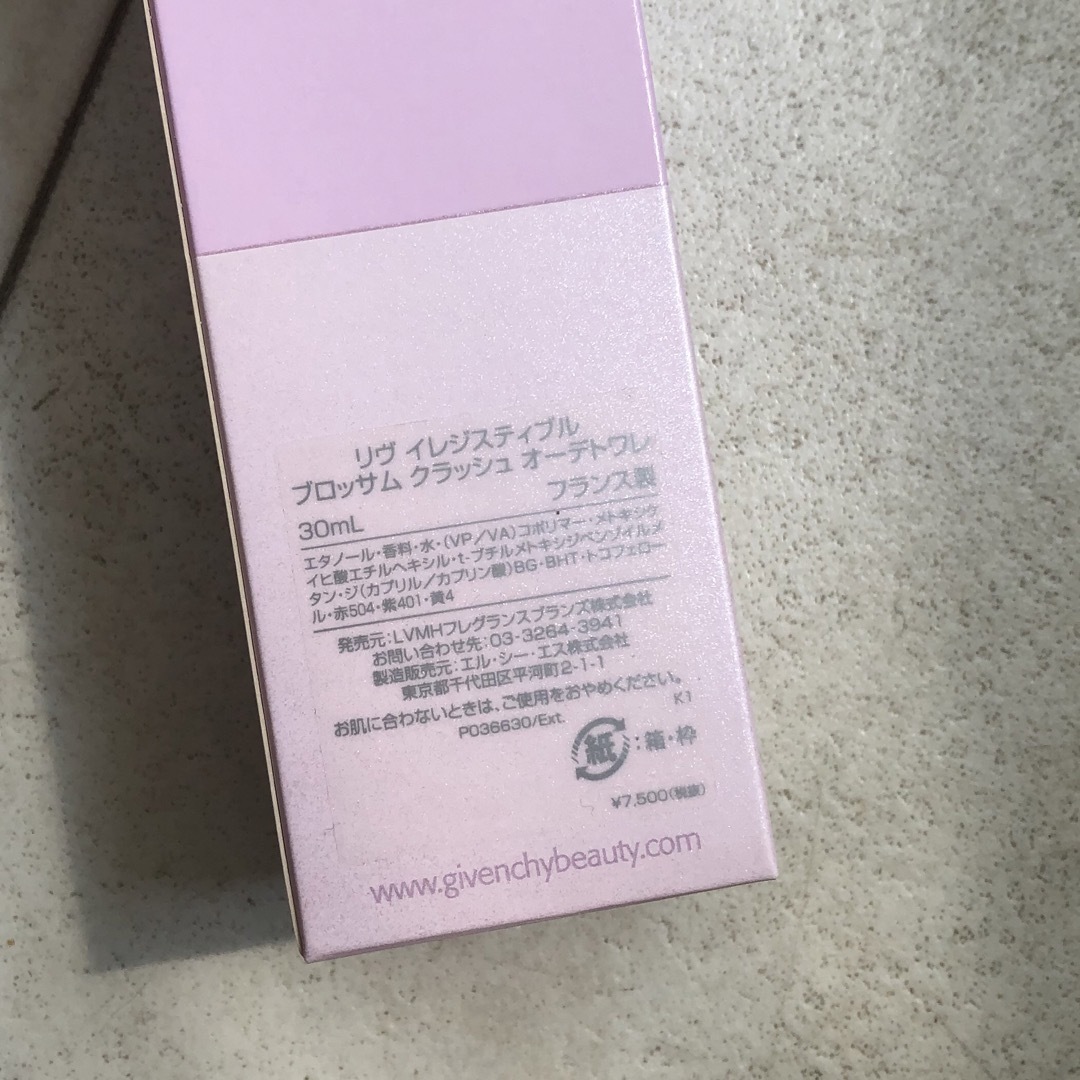 リヴ イレジスティブル
ブロッサム クラッシュ オーデトワレ
フランス製
30mL
エタノール・香料・水・(VP/VA)コポリマー・メトキシケ
イヒ酸エチルヘキシル・t-ブチルメトキシジベンゾイルメ
タン・ジ(カプリル/カプリン酸)BG・BHT・トコフェロー
ル・赤504・紫401・黄4
発売元:LVMHフレグランスブランズ株式会社
お問い合わせ先:03-3264-3941
製造販売元:エル・シー・エス株式会社
東京都千代田区平河町2-1-1
お肌に合わないときは、ご使用をおやめください。
P036630/Ext.
K1
紙:箱・枠
¥7,500(税抜)
www.givenchybeauty.com